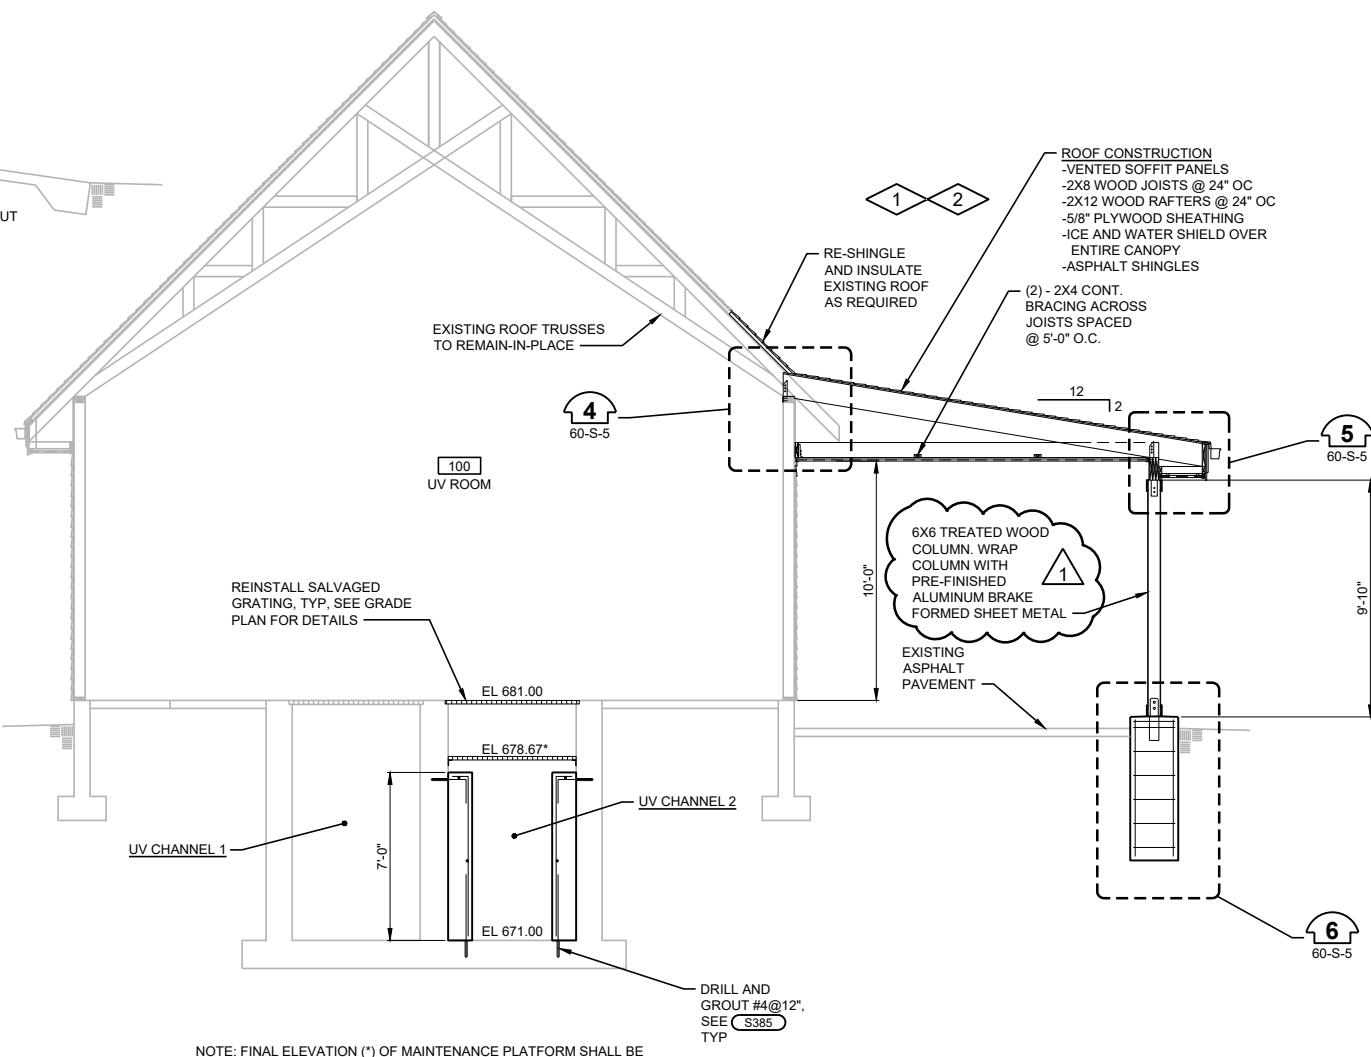 UT
ROOF CONSTRUCTION
-VENTED SOFFIT PANELS
-2X8 WOOD JOISTS @ 24" OC
-2X12 WOOD RAFTERS @ 24" OC
-5/8" PLYWOOD SHEATHING
-ICE AND WATER SHIELD OVER
ENTIRE CANOPY
-ASPHALT SHINGLES
1
2
RE-SHINGLE
AND INSULATE
EXISTING ROOF
AS REQUIRED
(2) - 2X4 CONT.
BRACING ACROSS
JOISTS SPACED
@ 5'-0" O.C.
EXISTING ROOF TRUSSES
TO REMAIN-IN-PLACE
12
2
4
60-S-5
5
60-S-5
100
UV ROOM
6X6 TREATED WOOD
COLUMN. WRAP
COLUMN WITH
PRE-FINISHED
ALUMINUM BRAKE
FORMED SHEET METAL
1
10'-0"
9'-10"
REINSTALL SALVAGED
GRATING, TYP, SEE GRADE
PLAN FOR DETAILS
EXISTING
ASPHALT
PAVEMENT
EL 681.00
EL 678.67*
UV CHANNEL 2
UV CHANNEL 1
7'-0"
EL 671.00
6
60-S-5
DRILL AND
GROUT #4@12",
SEE S385
TYP
NOTE: FINAL ELEVATION (*) OF MAINTENANCE PLATFORM SHALL BE